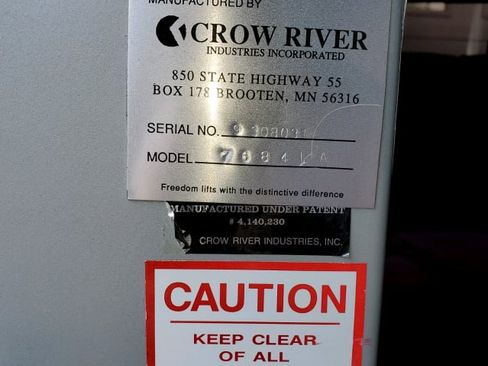 MANUFACTURED BY
CROW RIVER
INDUSTRIES INCORPORATED
850 STATE HIGHWAY 55
BOX 178 BROOTEN, MN 56316
SERIAL NO.
MODEL 76841A
Freedom lifts with the distinctive difference
MANUFACTURED UNDER PATENT
# 4,140,230
CROW RIVER INDUSTRIES, INC.
CAUTION
KEEP CLEAR
OF ALL